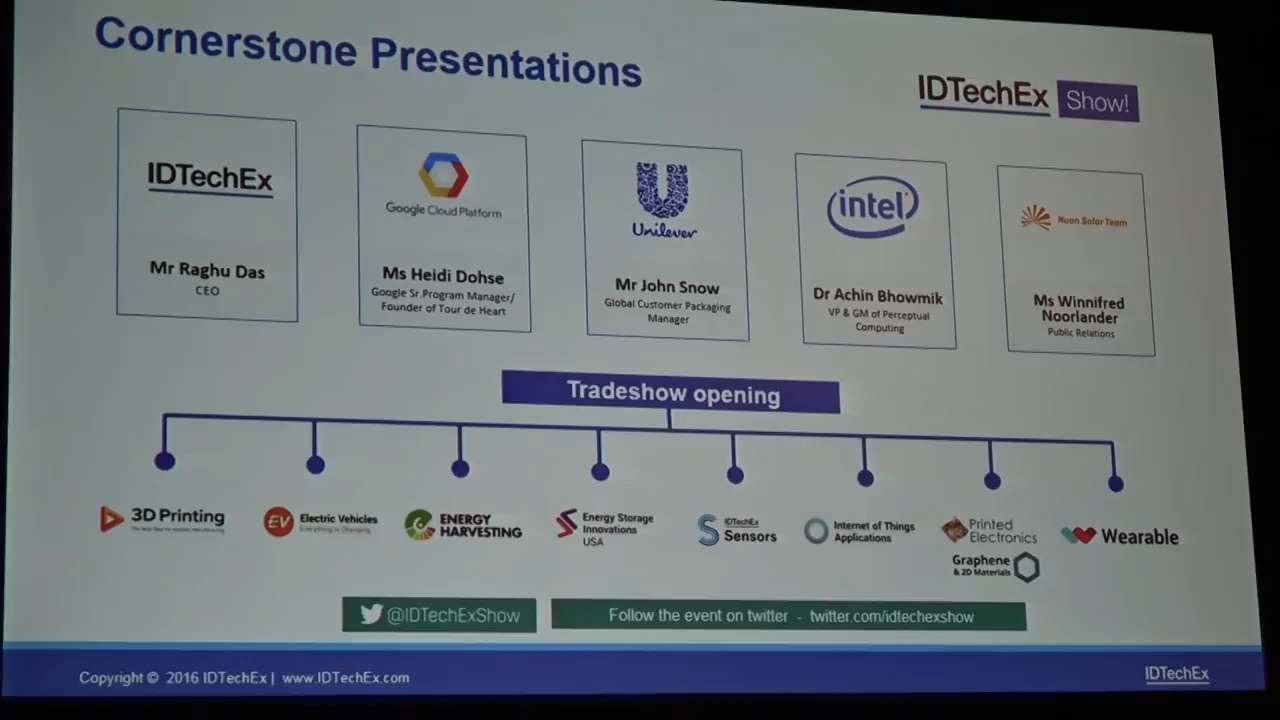 Cornerstone Presentations
IDTechEx Show!
IDTechEx
Mr Raghu Das
CEO
Google Cloud Platform
Ms Heidi Dohse
Google Sr.Program Manager/
Founder of Tour de Heart
Unilever
Mr John Snow
Global Customer Packaging
Manager
intel
Dr Achin Bhowmik
VP & GM of Perceptual
Computing
Nuon Solar Team
Ms Winnifred
Noorlander
Public Relations
Tradeshow opening
3D Printing
EV Electric Vehicles
Everything is Changing
ENERGY
HARVESTING
Energy Storage
Innovations
USA
IDTechEx
Sensors
Internet of Things
Applications
Printed
Electronics
Graphene
& 2D Materials
Wearable
@IDTechExShow
Follow the event on twitter - twitter.com/idtechexshow
Copyright © 2016 IDTechEx | www.IDTechEx.com
IDTechEx